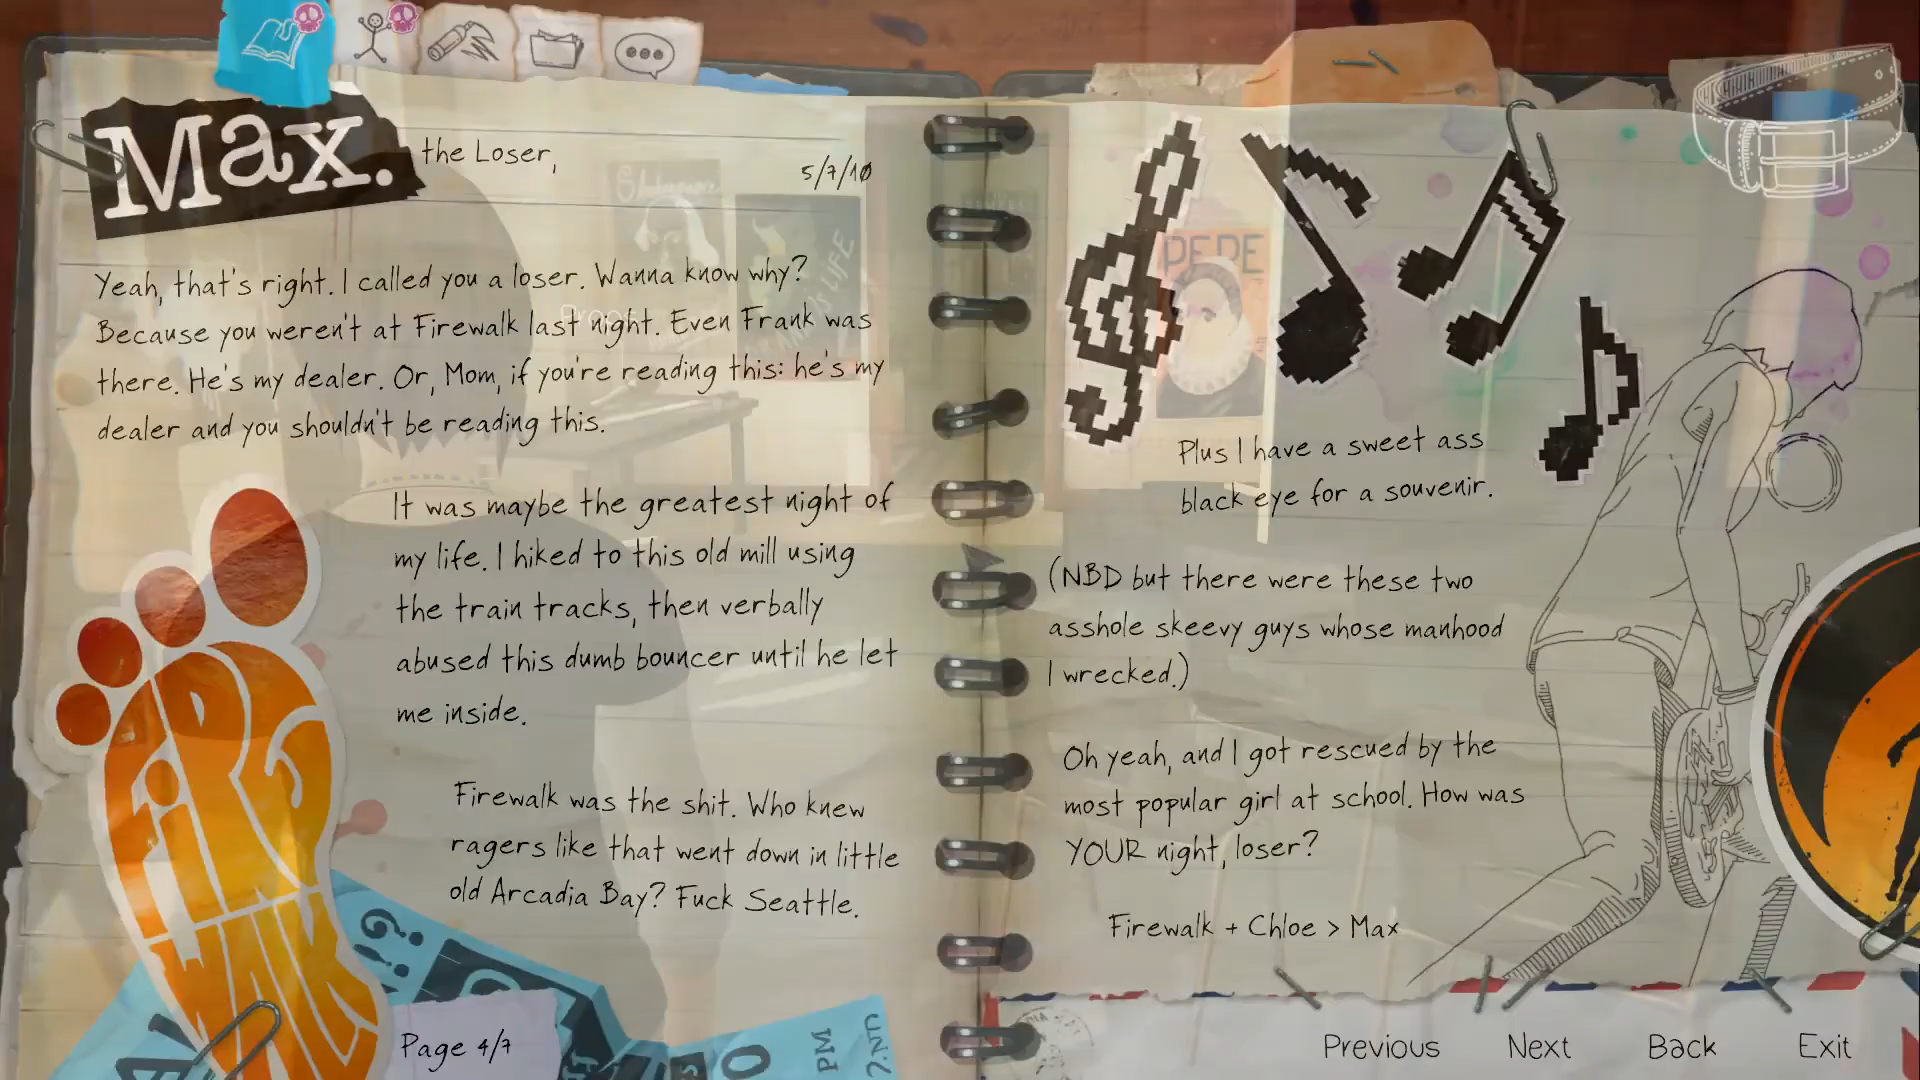 Max.
the Loser,
5/7/10
Yeah, that's right. I called you a loser. Wanna know why?
Because you weren't at Firewalk last night. Even Frank was
there. He's my dealer. Or, Mom, if you're reading this: he's my
dealer and you shouldn't be reading this.
It was maybe the greatest night of
my life. I hiked to this old mill using
the train tracks, then verbally
abused this dumb bouncer until he let
me inside.
Firewalk was the shit. Who knew
ragers like that went down in little
old Arcadia Bay? Fuck Seattle.
FIRE
WALK
Page 4/7
PM
PEPE
Plus I have a sweet ass
black eye for a souvenir.
(NBD but there were these two
asshole skeevy guys whose manhood
I wrecked.)
Oh yeah, and I got rescued by the
most popular girl at school. How was
YOUR night, loser?
Firewalk + Chloe > Max
Previous
Next
Back
Exit